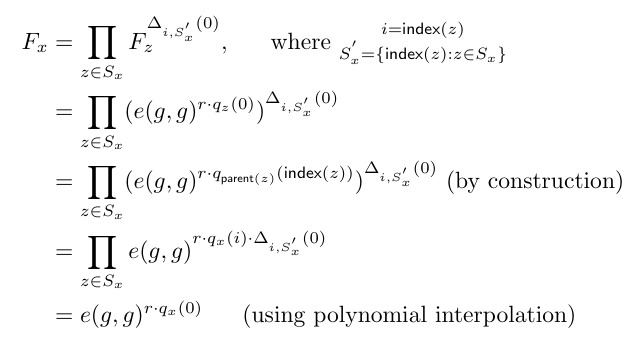 F_x = ∏_{z∈S_x} F_z^{Δ_{i,S'_x}(0)}, where i=index(z) S'_x={index(z):z∈S_x}
= ∏_{z∈S_x} (e(g, g)^{r·q_z(0)})^{Δ_{i,S'_x}(0)}
= ∏_{z∈S_x} (e(g, g)^{r·q_{parent(z)}(index(z))})^{Δ_{i,S'_x}(0)} (by construction)
= ∏_{z∈S_x} e(g, g)^{r·q_x(i)·Δ_{i,S'_x}(0)}
= e(g, g)^{r·q_x(0)} (using polynomial interpolation)